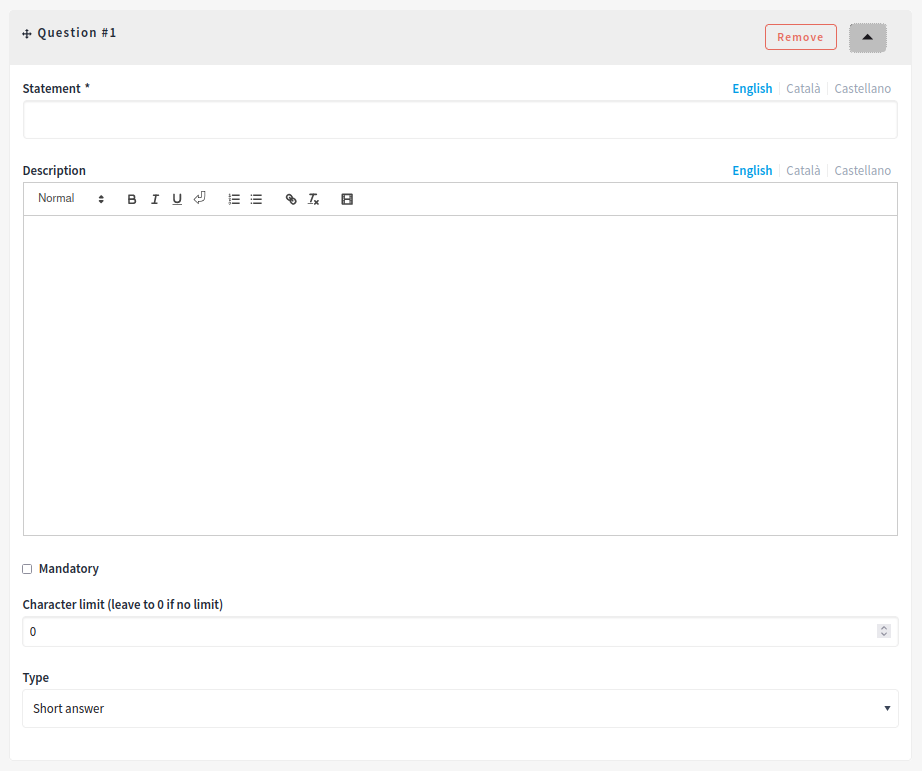 Question #1
Remove
Statement *
English Català Castellano
Description
English Català Castellano
Normal
Mandatory
Character limit (leave to 0 if no limit)
0
Type
Short answer